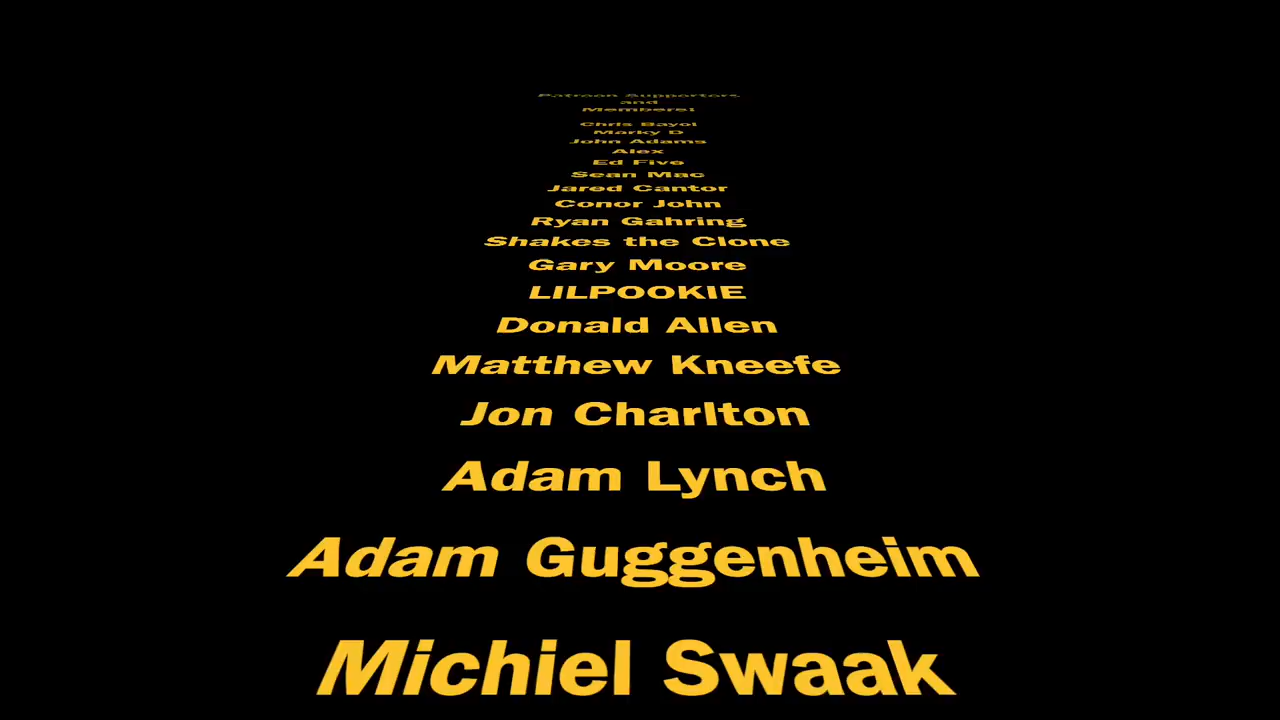 Patreon Supporters
and
Members!
Chris Bayol
Marky D
John Adams
Alex
Ed Five
Sean Mac
Jared Cantor
Conor John
Ryan Gahring
Shakes the Clone
Gary Moore
LILPOOKIE
Donald Allen
Matthew Kneefe
Jon Charlton
Adam Lynch
Adam Guggenheim
Michiel Swaak